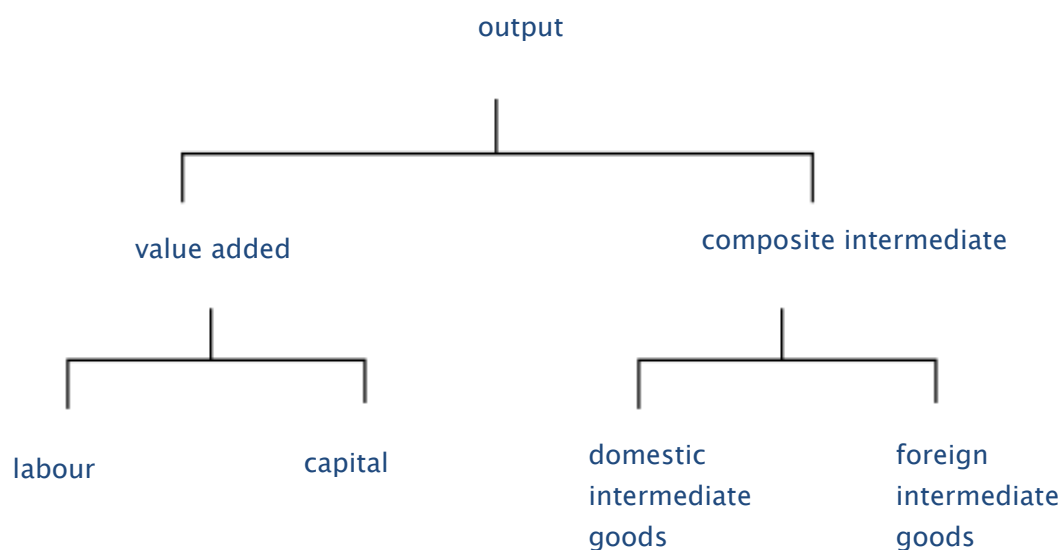 output
value added
composite intermediate
labour
capital
domestic
intermediate
goods
foreign
intermediate
goods